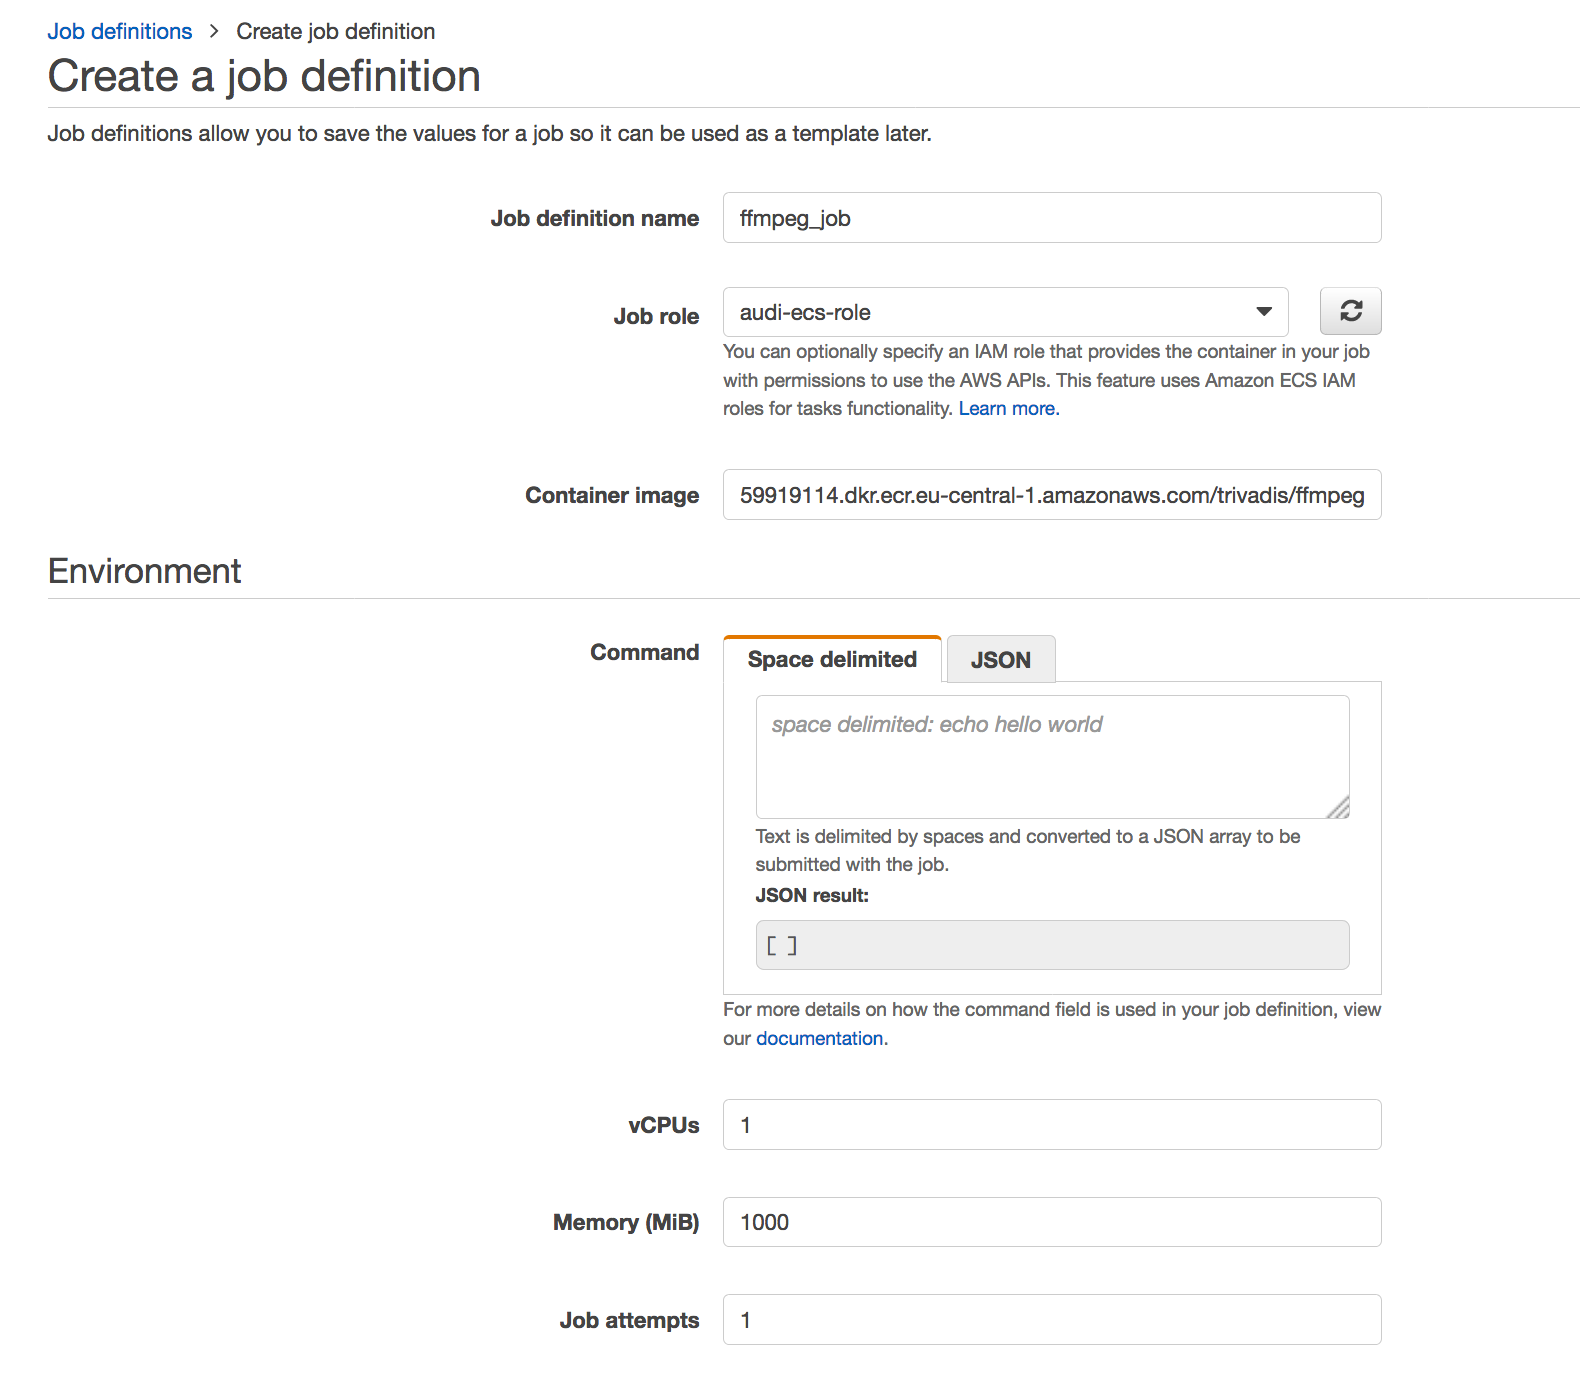 Job definitions > Create job definition
Create a job definition
Job definitions allow you to save the values for a job so it can be used as a template later.
Job definition name ffmpeg_job
Job role audi-ecs-role
You can optionally specify an IAM role that provides the container in your job
with permissions to use the AWS APIs. This feature uses Amazon ECS IAM
roles for tasks functionality. Learn more.
Container image 59919114.dkr.ecr.eu-central-1.amazonaws.com/trivadis/ffmpeg
Environment
Command Space delimited JSON
space delimited: echo hello world
Text is delimited by spaces and converted to a JSON array to be
submitted with the job.
JSON result:
[ ]
For more details on how the command field is used in your job definition, view
our documentation.
vCPUs 1
Memory (MiB) 1000
Job attempts 1